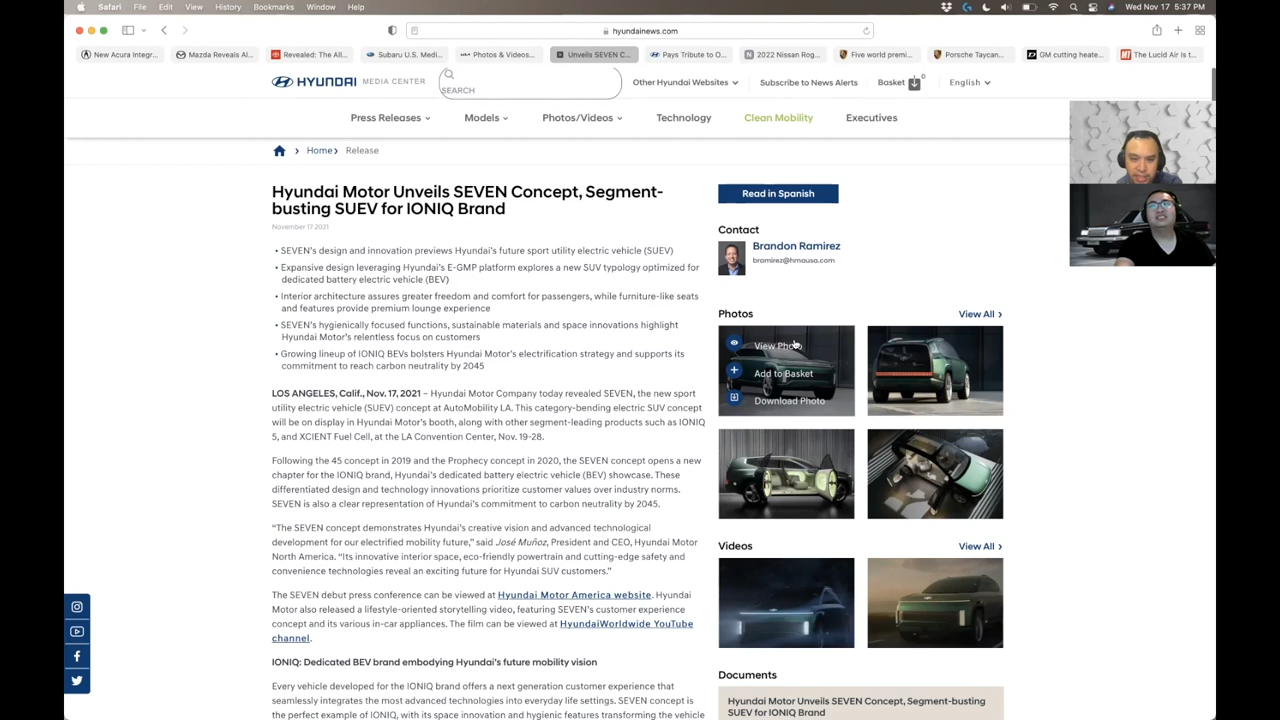 Safari File Edit View History Bookmarks Window Help
Wed Nov 17 5:37 PM
hyundainews.com
New Acura Integr...
Mazda Reveals Al...
Revealed: The All...
Subaru U.S. Medi...
Photos & Videos...
Unveils SEVEN C...
Pays Tribute to O...
2022 Nissan Rog...
Five world premi...
Porsche Taycan...
GM cutting heate...
The Lucid Air is t...
HYUNDAI MEDIA CENTER
SEARCH
Other Hyundai Websites
Subscribe to News Alerts
Basket 0
English
Press Releases
Models
Photos/Videos
Technology
Clean Mobility
Executives
Home
Release
Hyundai Motor Unveils SEVEN Concept, Segment-
busting SUEV for IONIQ Brand
November 17 2021
• SEVEN's design and innovation previews Hyundai's future sport utility electric vehicle (SUEV)
• Expansive design leveraging Hyundai's E-GMP platform explores a new SUV typology optimized for
dedicated battery electric vehicle (BEV)
• Interior architecture assures greater freedom and comfort for passengers, while furniture-like seats
and features provide premium lounge experience
• SEVEN's hygienically focused functions, sustainable materials and space innovations highlight
Hyundai Motor's relentless focus on customers
• Growing lineup of IONIQ BEVs bolsters Hyundai Motor's electrification strategy and supports its
commitment to reach carbon neutrality by 2045
LOS ANGELES, Calif., Nov. 17, 2021 – Hyundai Motor Company today revealed SEVEN, the new sport
utility electric vehicle (SUEV) concept at AutoMobility LA. This category-bending electric SUV concept
will be on display in Hyundai Motor's booth, along with other segment-leading products such as IONIQ
5, and XCIENT Fuel Cell, at the LA Convention Center, Nov. 19-28.
Following the 45 concept in 2019 and the Prophecy concept in 2020, the SEVEN concept opens a new
chapter for the IONIQ brand, Hyundai's dedicated battery electric vehicle (BEV) showcase. These
differentiated design and technology innovations prioritize customer values over industry norms.
SEVEN is also a clear representation of Hyundai's commitment to carbon neutrality by 2045.
“The SEVEN concept demonstrates Hyundai's creative vision and advanced technological
development for our electrified mobility future,” said José Muñoz, President and CEO, Hyundai Motor
North America. “Its innovative interior space, eco-friendly powertrain and cutting-edge safety and
convenience technologies reveal an exciting future for Hyundai SUV customers.”
The SEVEN debut press conference can be viewed at Hyundai Motor America website. Hyundai
Motor also released a lifestyle-oriented storytelling video, featuring SEVEN's customer experience
concept and its various in-car appliances. The film can be viewed at HyundaiWorldwide YouTube
channel.
IONIQ: Dedicated BEV brand embodying Hyundai's future mobility vision
Every vehicle developed for the IONIQ brand offers a next generation customer experience that
seamlessly integrates the most advanced technologies into everyday life settings. SEVEN concept is
the perfect example of IONIQ, with its space innovation and hygienic features transforming the vehicle
Read in Spanish
Contact
Brandon Ramirez
bramirez@hmausa.com
Photos
View All
View Photo
Add to Basket
Download Photo
Videos
View All
Documents
Hyundai Motor Unveils SEVEN Concept, Segment-busting
SUEV for IONIQ Brand